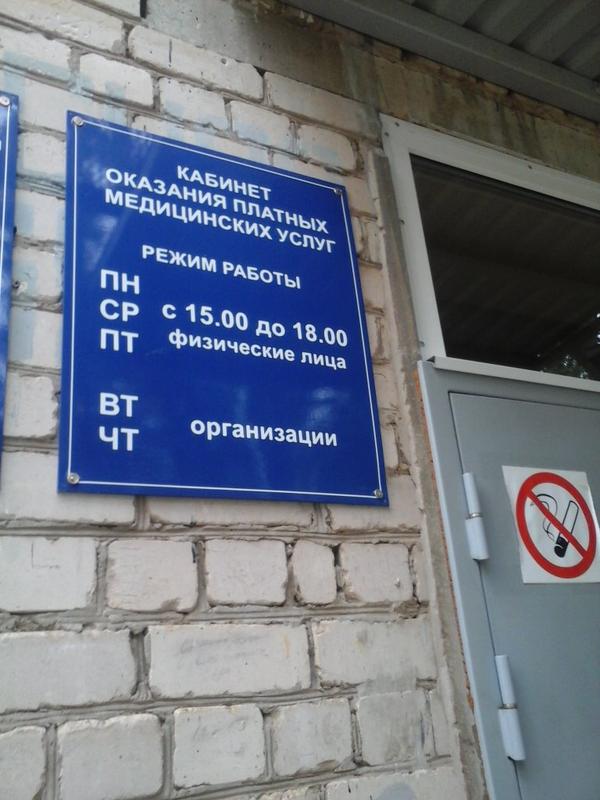 КАБИНЕТ
ОКАЗАНИЯ ПЛАТНЫХ
МЕДИЦИНСКИХ УСЛУГ
РЕЖИМ РАБОТЫ
ПН
СР с 15.00 до 18.00
ПТ физические лица
ВТ
ЧТ организации